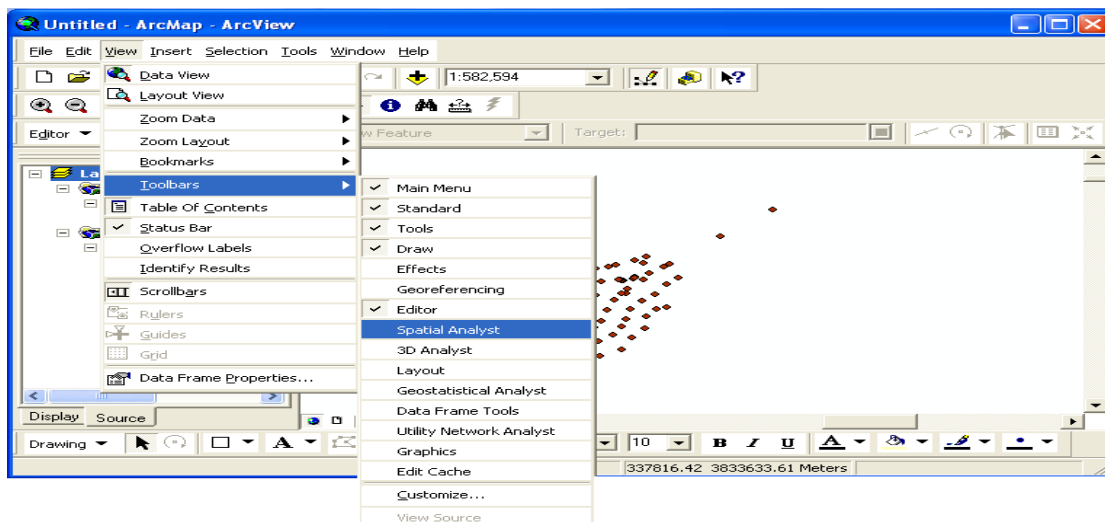 Untitled - ArcMap - ArcView
File Edit View Insert Selection Tools Window Help
1:582,594
Editor
w Feature
Target:
La
Data View
Layout View
Zoom Data
Zoom Layout
Bookmarks
Toolbars
Table Of Contents
Status Bar
Overflow Labels
Identify Results
Scrollbars
Rulers
Guides
Grid
Data Frame Properties...
Main Menu
Standard
Tools
Draw
Effects
Georeferencing
Editor
Spatial Analyst
3D Analyst
Layout
Geostatistical Analyst
Data Frame Tools
Utility Network Analyst
Graphics
Edit Cache
Customize...
View Source
Display Source
Drawing A 10 B I U A
337816.42 3833633.61 Meters